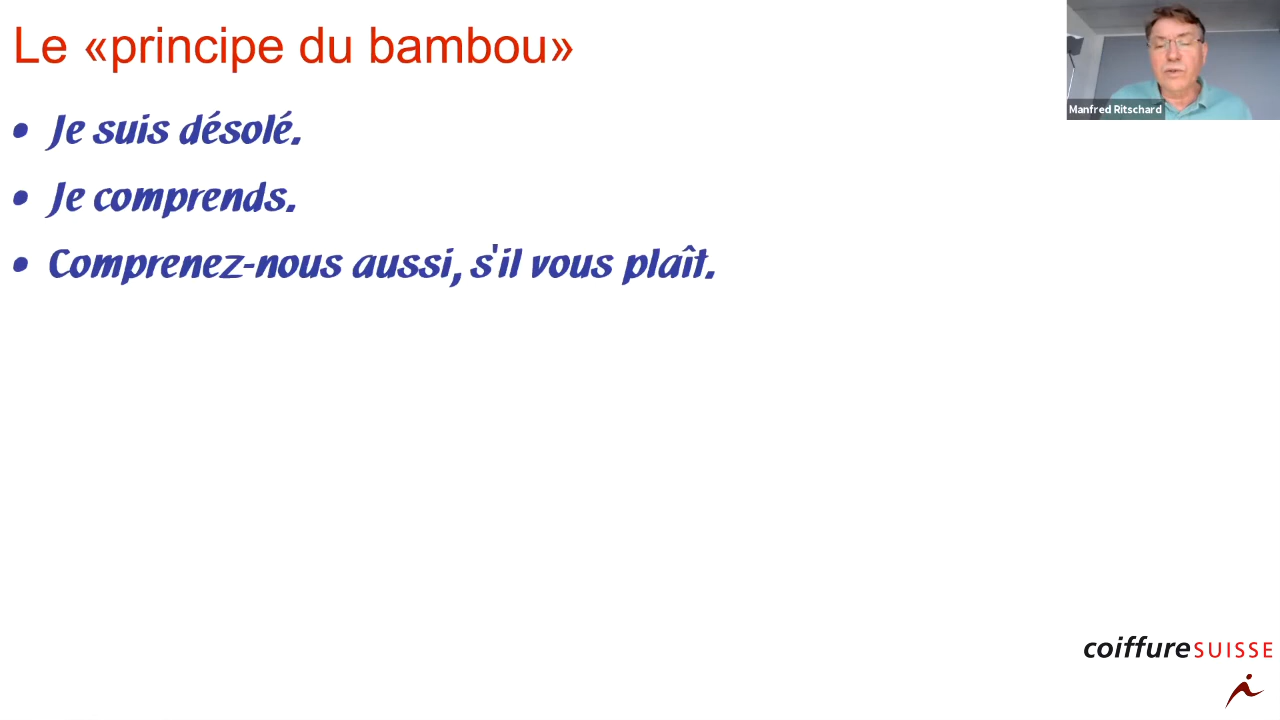 Le «principe du bambou»
• Je suis désolé.
• Je comprends.
• Comprenez-nous aussi, s'il vous plaît.
Manfred Ritschard
coiffureSUISSE